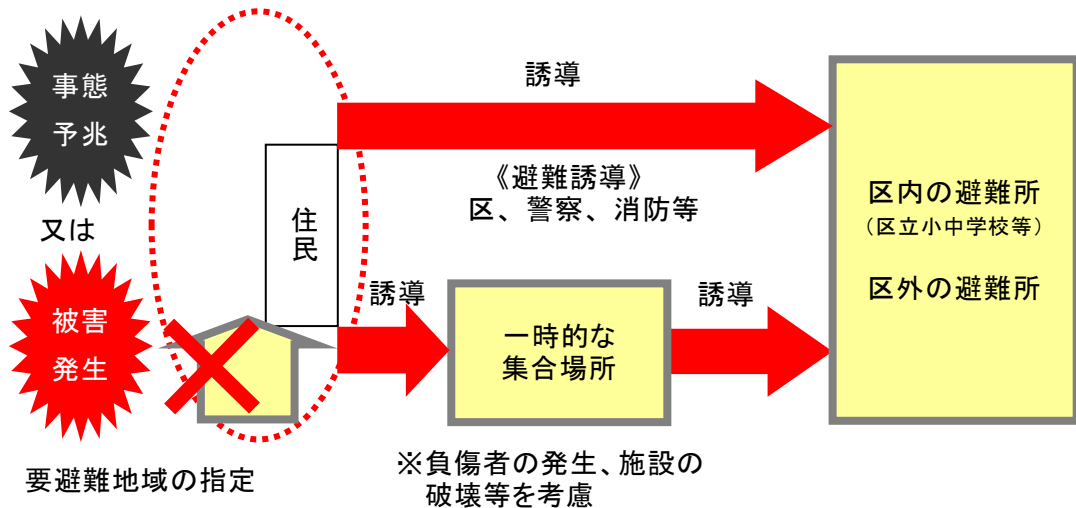 事態
予兆
又は
被害
発生
要避難地域の指定
住民
誘導
《避難誘導》
区、警察、消防等
誘導
一時的な
集合場所
誘導
※負傷者の発生、施設の
破壊等を考慮
区内の避難所
（区立小中学校等）
区外の避難所